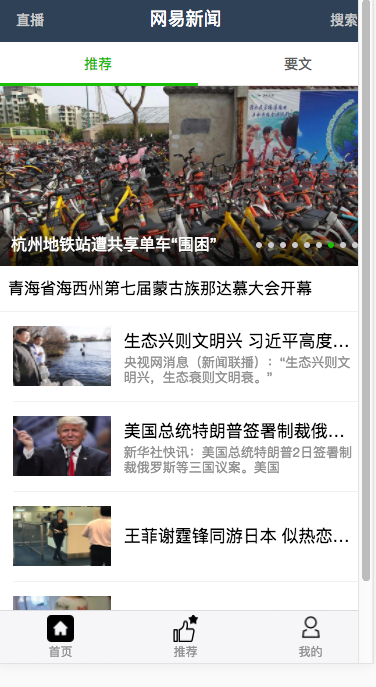 直播
网易新闻
搜索
推荐
要文
杭州地铁站遭共享单车“围困”
青海省海西州第七届蒙古族那达慕大会开幕
生态兴则文明兴 习近平高度…
央视网消息（新闻联播）：“生态兴则文
明兴，生态衰则文明衰。”
美国总统特朗普签署制裁俄…
新华社快讯：美国总统特朗普2日签署制
裁俄罗斯等三国议案。美国
王菲谢霆锋同游日本 似热恋…
首页
推荐
我的